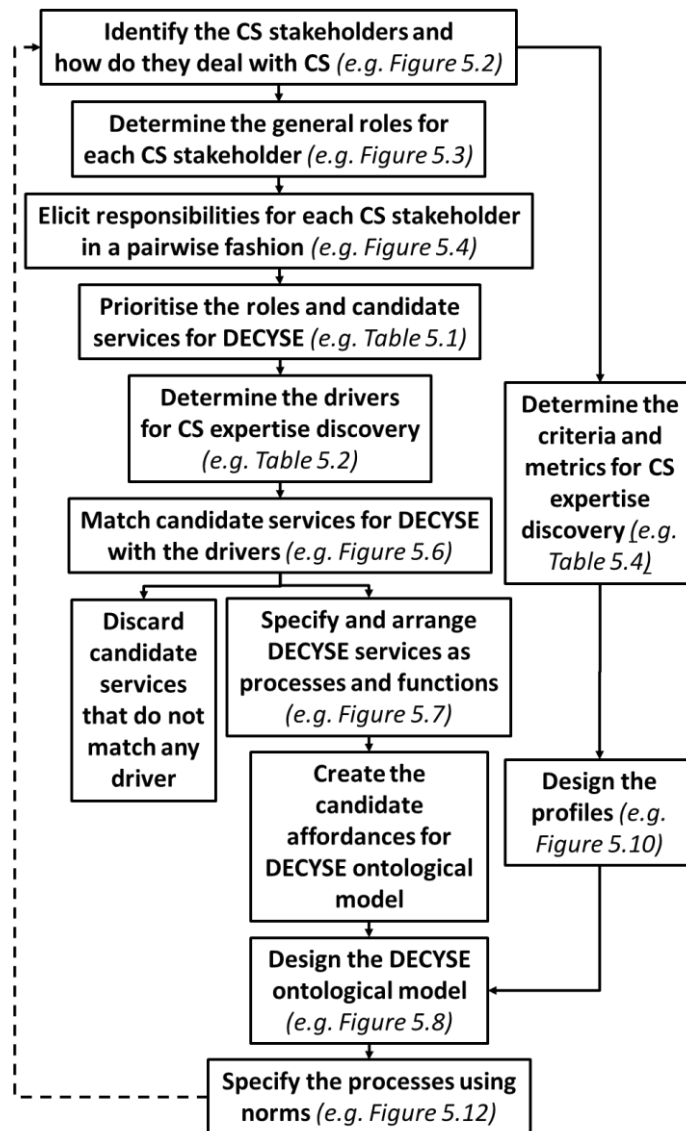 Identify the CS stakeholders and
how do they deal with CS (e.g. Figure 5.2)
Determine the general roles for
each CS stakeholder (e.g. Figure 5.3)
Elicit responsibilities for each CS stakeholder
in a pairwise fashion (e.g. Figure 5.4)
Prioritise the roles and candidate
services for DECYSE (e.g. Table 5.1)
Determine the drivers
for CS expertise discovery
(e.g. Table 5.2)
Match candidate services for DECYSE
with the drivers (e.g. Figure 5.6)
Discard
candidate
services
that do not
match any
driver
Specify and arrange
DECYSE services as
processes and functions
(e.g. Figure 5.7)
Create the
candidate
affordances for
DECYSE ontological
model
Determine the
criteria and
metrics for CS
expertise
discovery (e.g.
Table 5.4)
Design the
profiles (e.g.
Figure 5.10)
Design the DECYSE
ontological model
(e.g. Figure 5.8)
Specify the processes using
norms (e.g. Figure 5.12)